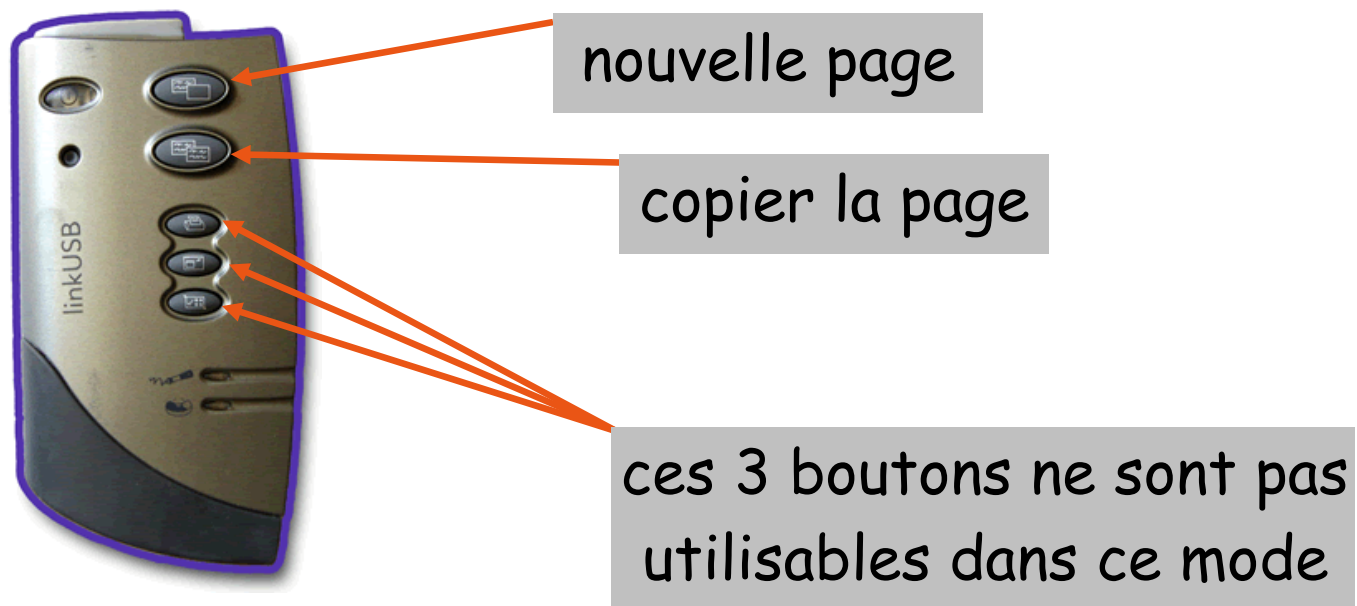 nouvelle page
copier la page
linkUSB
ces 3 boutons ne sont pas
utilisables dans ce mode